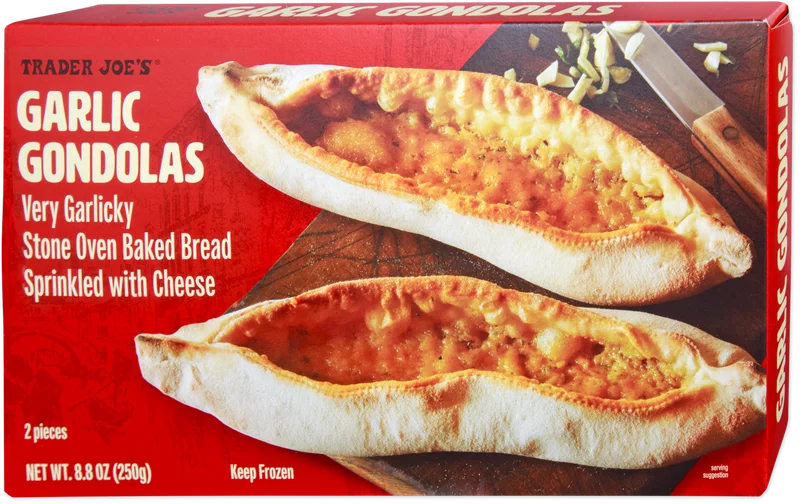 GARLIC GONDOLAS
TRADER JOE'S®
GARLIC
GONDOLAS
Very Garlicky
Stone Oven Baked Bread
Sprinkled with Cheese
2 pieces
NET WT. 8.8 OZ (250g)
Keep Frozen
serving
suggestion
GARLIC GONDOLAS